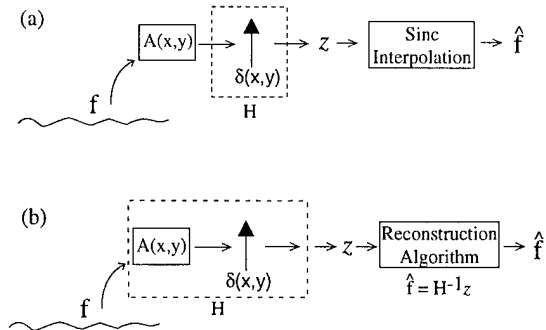 (a)
A(x,y)
δ(x,y)
H
z
Sinc
Interpolation
f̂
f
(b)
A(x,y)
δ(x,y)
H
z
Reconstruction
Algorithm
f̂ = H⁻¹z
f̂
f